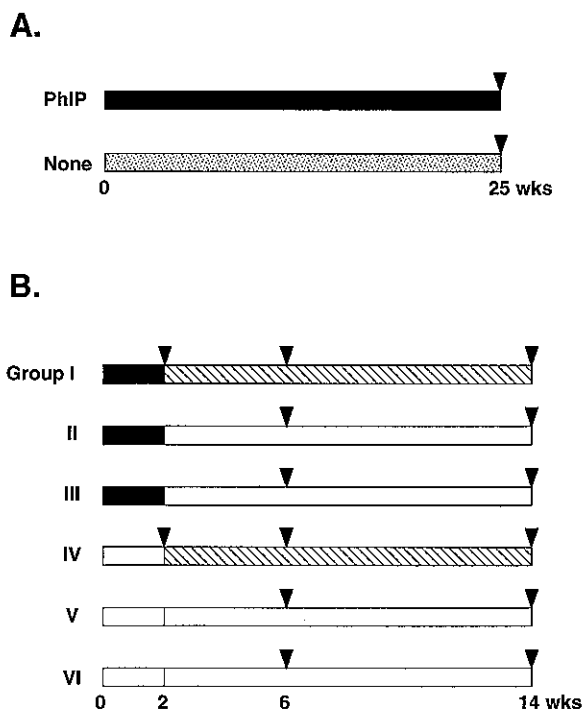 A.
PhIP
None
0 25 wks
B.
Group I
II
III
IV
V
VI
0 2 6 14 wks